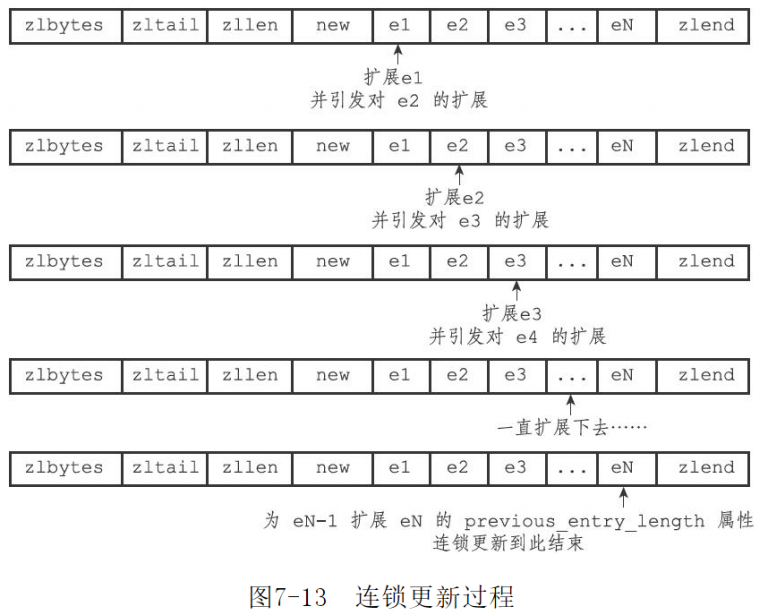 zlbytes zltail zllen new e1 e2 e3 ... eN zlend
扩展e1
并引发对 e2 的扩展
zlbytes zltail zllen new e1 e2 e3 ... eN zlend
扩展e2
并引发对 e3 的扩展
zlbytes zltail zllen new e1 e2 e3 ... eN zlend
扩展e3
并引发对 e4 的扩展
zlbytes zltail zllen new e1 e2 e3 ... eN zlend
一直扩展下去……
zlbytes zltail zllen new e1 e2 e3 ... eN zlend
为 eN-1 扩展 eN 的 previous_entry_length 属性
连锁更新到此结束
图7-13 连锁更新过程